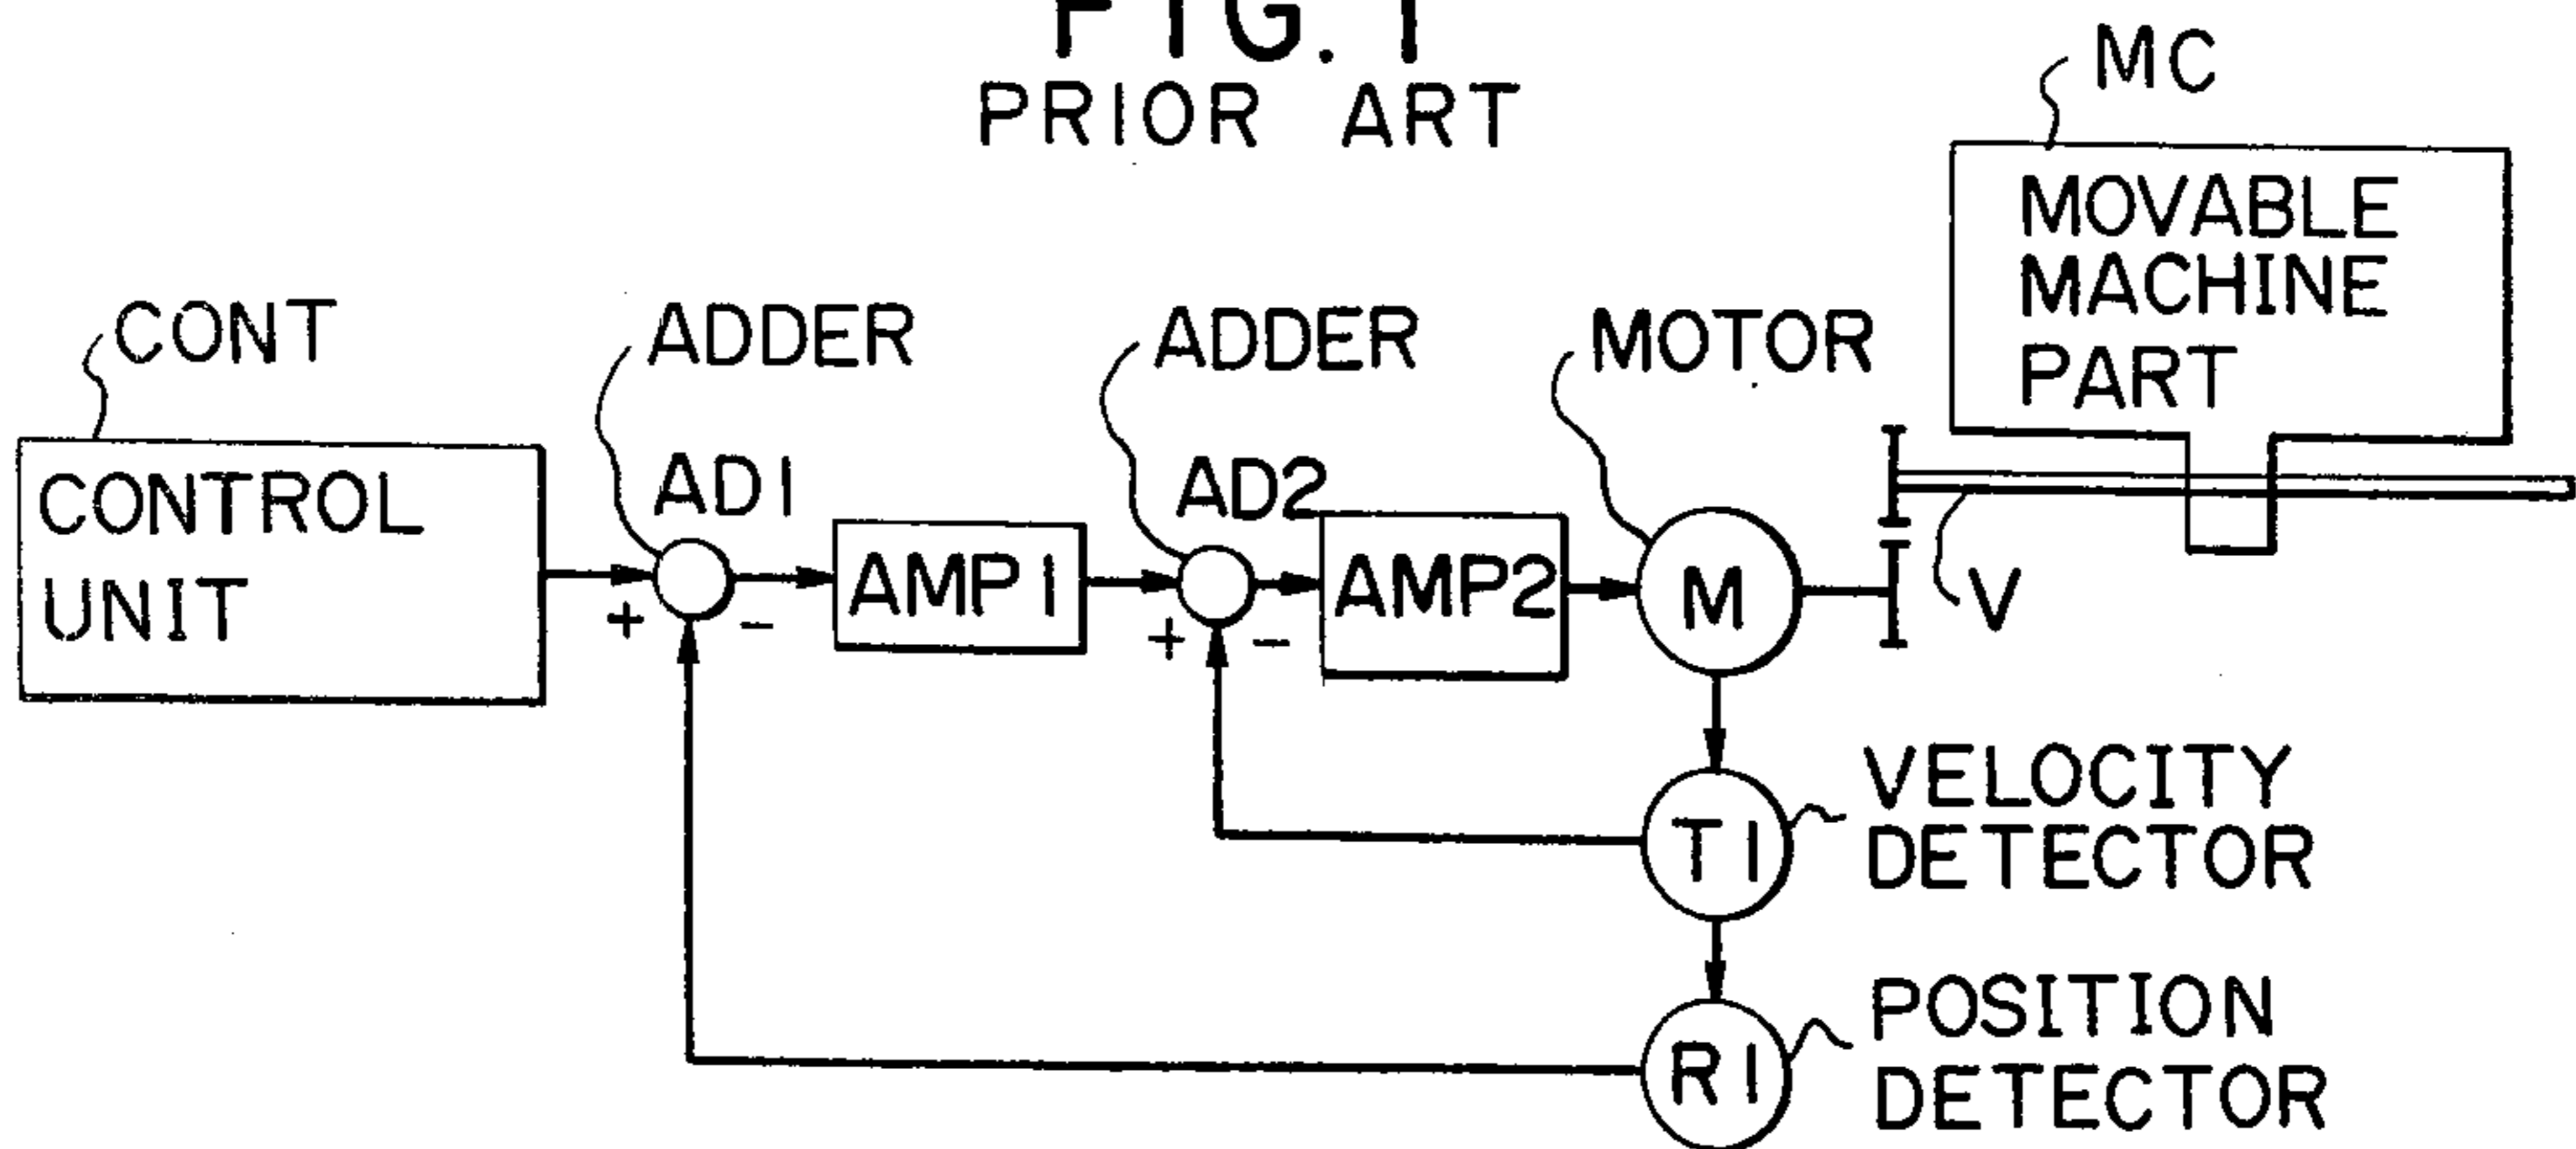 FIG. 1
PRIOR ART
MC
MOVABLE
MACHINE
PART
CONT
ADDER
ADDER
MOTOR
CONTROL
UNIT
AD1
AD2
AMP1
AMP2
M
V
+ -
+ -
T1
VELOCITY
DETECTOR
R1
POSITION
DETECTOR